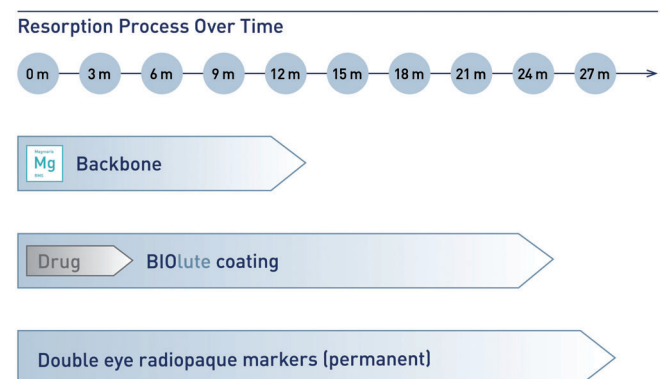 Resorption Process Over Time
0 m 3 m 6 m 9 m 12 m 15 m 18 m 21 m 24 m 27 m
Mg Backbone
Drug BIOlute coating
Double eye radiopaque markers (permanent)